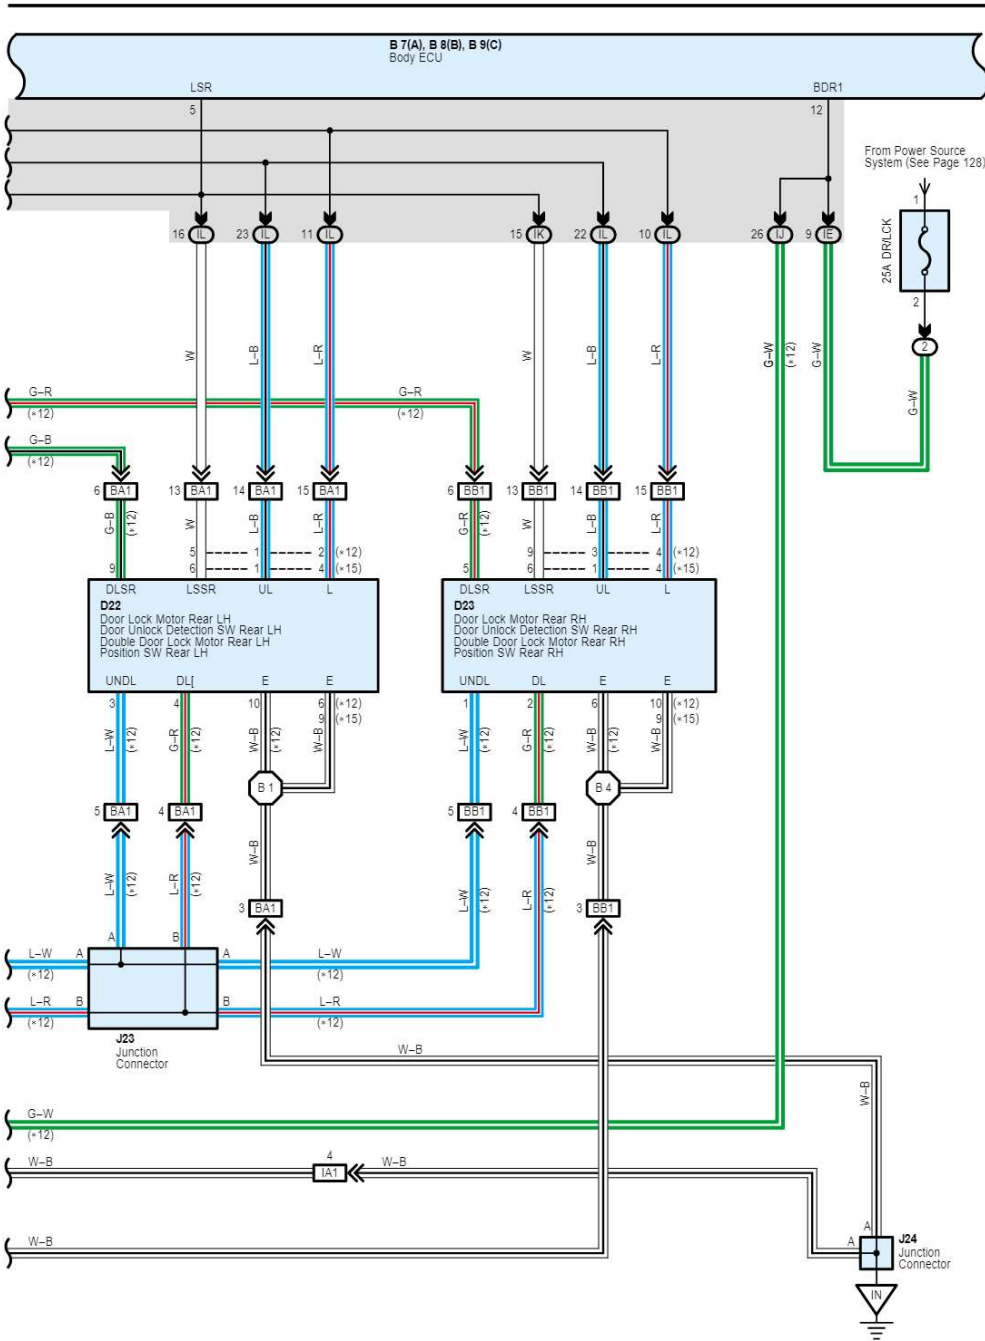 B 7(A), B 8(B), B 9(C)
Body ECU
LSR
BDR1
5
12
From Power Source
System (See Page 128)
1
25A DR/LCK
2
2
16 IL
23 IL
11 IL
15 IK
22 IL
10 IL
26 IJ
9 IE
W
L–B
L–R
W
L–B
L–R
G–W
(*12)
G–W
G–W
G–R
(*12)
G–R
(*12)
G–B
(*12)
6 BA1
13 BA1
14 BA1
15 BA1
6 BB1
13 BB1
14 BB1
15 BB1
G–B
(*12)
W
L–B
L–R
G–R
(*12)
W
L–B
L–R
5 1 2 (*12)
9 3 4 (*12)
9 6 1 4 (*15)
5 6 1 4 (*15)
DLSR LSSR UL L
DLSR LSSR UL L
D22
Door Lock Motor Rear LH
Door Unlock Detection SW Rear LH
Double Door Lock Motor Rear LH
Position SW Rear LH
D23
Door Lock Motor Rear RH
Door Unlock Detection SW Rear RH
Double Door Lock Motor Rear RH
Position SW Rear RH
UNDL DL[ E E
UNDL DL E E
3 4 10 6 (*12)
9 (*15)
1 2 6 10 (*12)
9 (*15)
L–W
(*12)
G–R
(*12)
W–B
(*12)
W–B
L–W
(*12)
G–R
(*12)
W–B
(*12)
W–B
B 1
B 4
5 BA1
4 BA1
5 BB1
4 BB1
L–W
(*12)
L–R
(*12)
W–B
L–W
(*12)
L–R
(*12)
W–B
3 BA1
3 BB1
A B
L–W
(*12)
A
A
L–W
(*12)
L–R
(*12)
B
B
L–R
(*12)
J23
Junction
Connector
W–B
W–B
G–W
(*12)
W–B
4
IA1
W–B
W–B
A
A
J24
Junction
Connector
IN